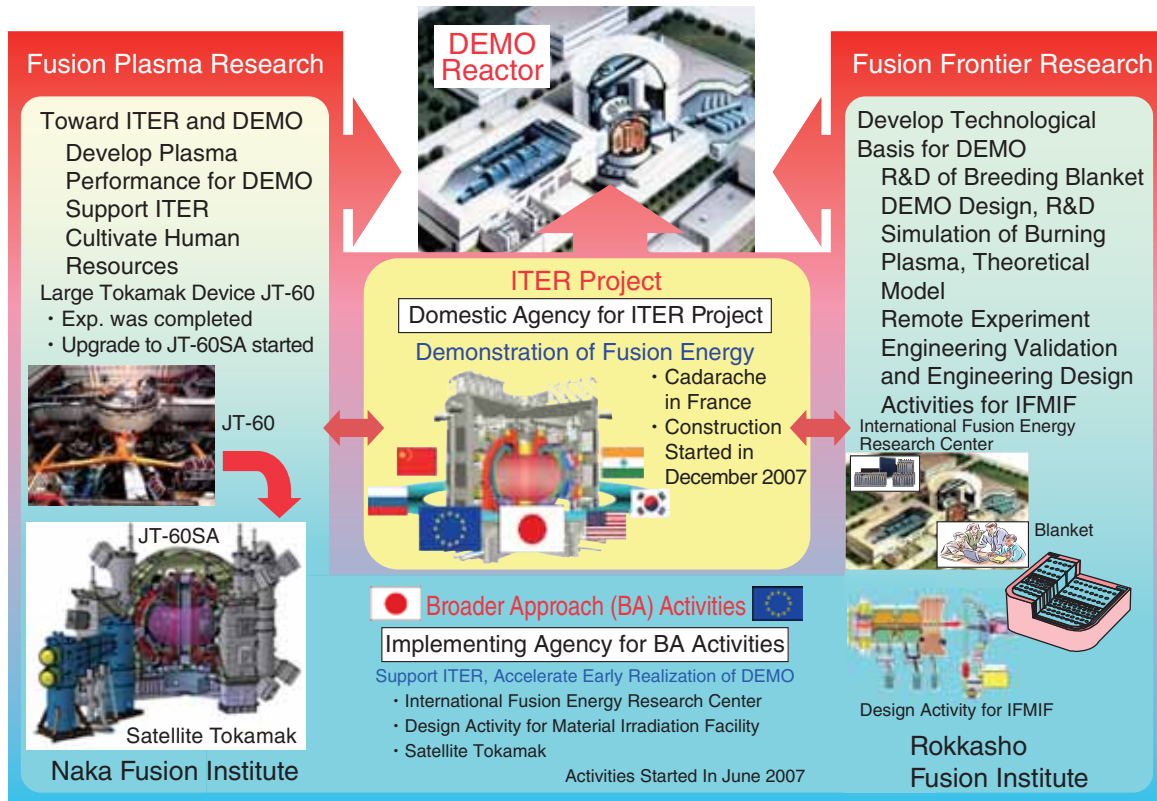 DEMO
Reactor
Fusion Plasma Research
Toward ITER and DEMO
Develop Plasma
Performance for DEMO
Support ITER
Cultivate Human
Resources
Large Tokamak Device JT-60
・Exp. was completed
・Upgrade to JT-60SA started
JT-60
JT-60SA
Satellite Tokamak
Naka Fusion Institute
ITER Project
Domestic Agency for ITER Project
Demonstration of Fusion Energy
・Cadarache
in France
・Construction
Started in
December 2007
Broader Approach (BA) Activities
Implementing Agency for BA Activities
Support ITER, Accelerate Early Realization of DEMO
・International Fusion Energy Research Center
・Design Activity for Material Irradiation Facility
・Satellite Tokamak
Activities Started In June 2007
Fusion Frontier Research
Develop Technological
Basis for DEMO
R&D of Breeding Blanket
DEMO Design, R&D
Simulation of Burning
Plasma, Theoretical
Model
Remote Experiment
Engineering Validation
and Engineering Design
Activities for IFMIF
International Fusion Energy
Research Center
Blanket
Design Activity for IFMIF
Rokkasho
Fusion Institute